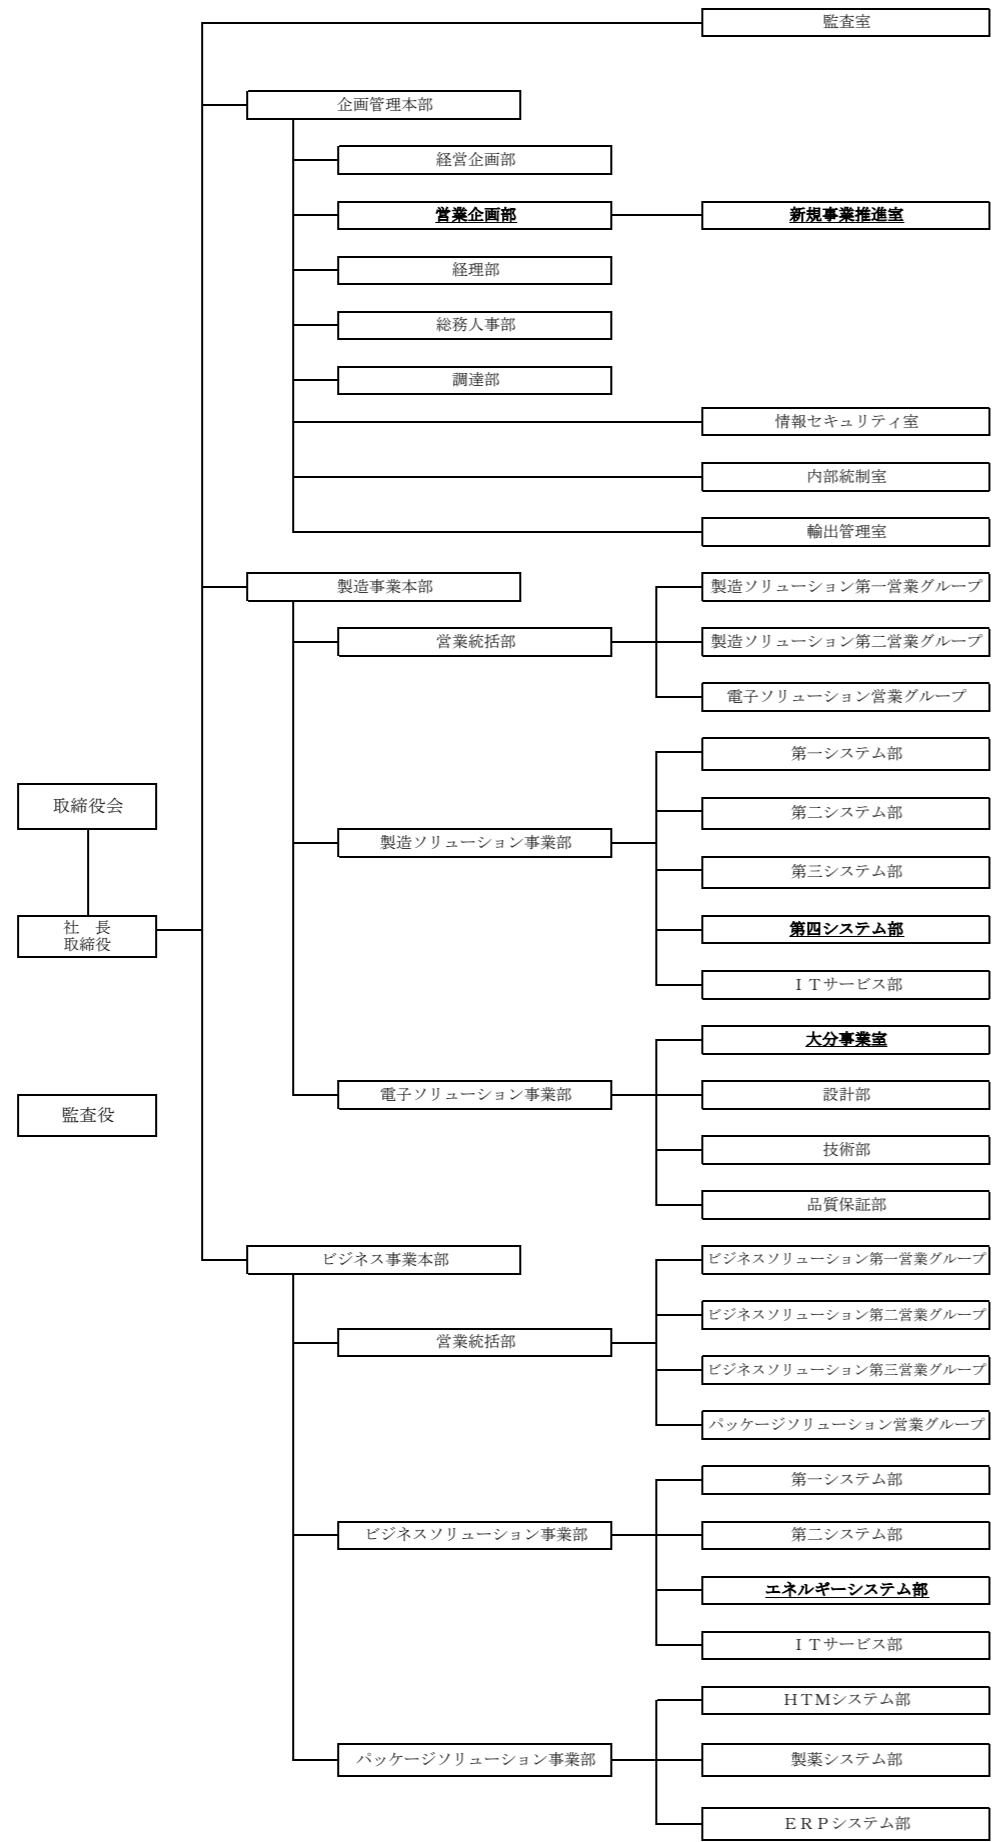 監査室
企画管理本部
経営企画部
営業企画部
新規事業推進室
経理部
総務人事部
調達部
情報セキュリティ室
内部統制室
輸出管理室
製造事業本部
製造ソリューション第一営業グループ
営業統括部
製造ソリューション第二営業グループ
電子ソリューション営業グループ
第一システム部
取締役会
第二システム部
製造ソリューション事業部
第三システム部
社　長
取締役
第四システム部
ＩＴサービス部
大分事業室
電子ソリューション事業部
設計部
監査役
技術部
品質保証部
ビジネス事業本部
ビジネスソリューション第一営業グループ
ビジネスソリューション第二営業グループ
営業統括部
ビジネスソリューション第三営業グループ
パッケージソリューション営業グループ
第一システム部
ビジネスソリューション事業部
第二システム部
エネルギーシステム部
ＩＴサービス部
ＨＴＭシステム部
パッケージソリューション事業部
製薬システム部
ＥＲＰシステム部